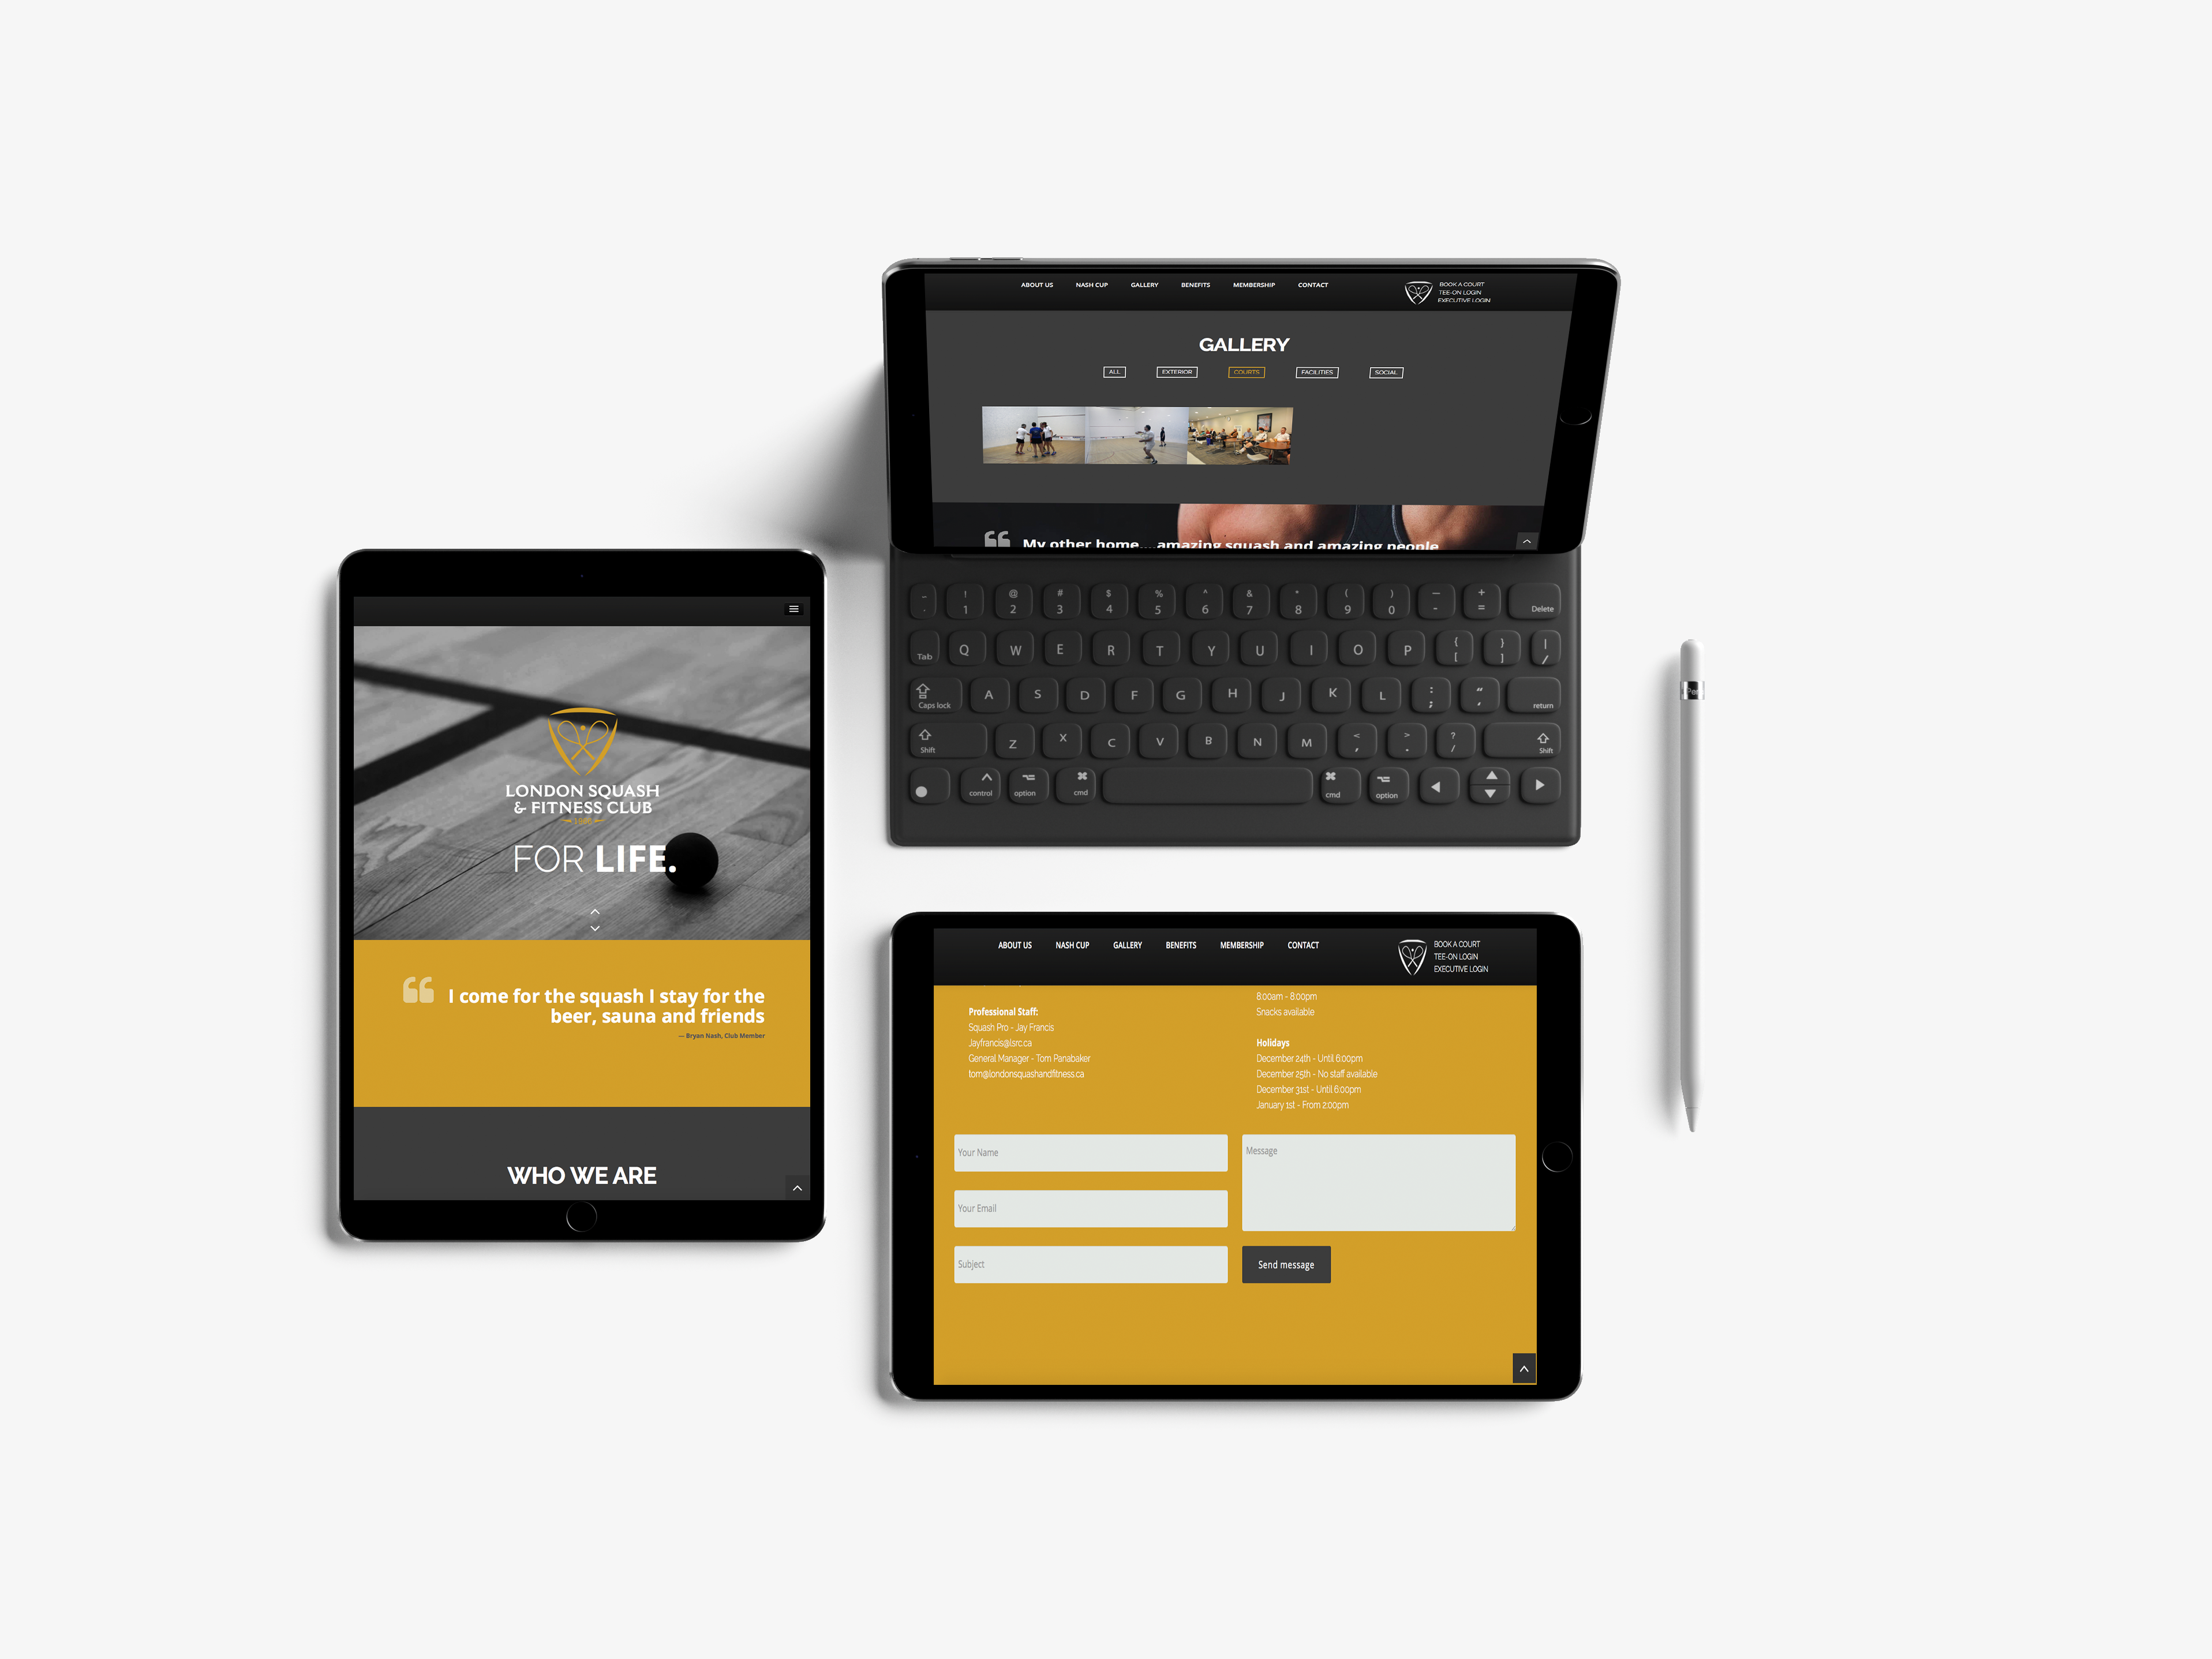 ABOUT US NASH CUP GALLERY BENEFITS MEMBERSHIP CONTACT
BOOK A COURT
TEE-ON LOGIN
EXECUTIVE LOGIN
GALLERY
ALL EXTERIOR COURTS FACILITIES SOCIAL
My other home....amazing squash and amazing people
~ ! @ # $ % ^ & * ( ) — +
1 2 3 4 5 6 7 8 9 0 - = Delete
Tab Q W E R T Y U I O P { [ } ] | /
Caps lock A S D F G H J K L : ; " ' return
Shift Z X C V B N M < , > . ? / Shift
control option cmd cmd option
LONDON SQUASH
& FITNESS CLUB
FOR LIFE.
I come for the squash I stay for the
beer, sauna and friends
— Bryan Nash, Club Member
WHO WE ARE
ABOUT US NASH CUP GALLERY BENEFITS MEMBERSHIP CONTACT
BOOK A COURT
TEE-ON LOGIN
EXECUTIVE LOGIN
Professional Staff:
Squash Pro - Jay Francis
Jayfrancis@lsrc.ca
General Manager - Tom Panabaker
tom@londonsquashandfitness.ca
8:00am - 8:00pm
Snacks available
Holidays
December 24th - Until 6:00pm
December 25th - No staff available
December 31st - Until 6:00pm
January 1st - From 2:00pm
Your Name
Your Email
Subject
Message
Send message